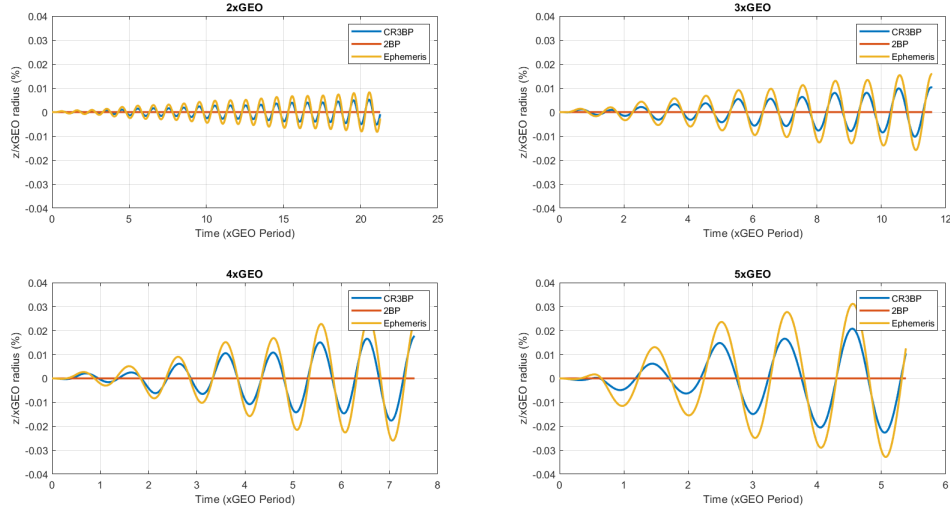 2xGEO
0.04
0.03
0.02
0.01
0
-0.01
-0.02
-0.03
-0.04
z/xGEO radius (%)
CR3BP
2BP
Ephemeris
0 5 10 15 20 25
Time (xGEO Period)
3xGEO
0.04
0.03
0.02
0.01
0
-0.01
-0.02
-0.03
-0.04
z/xGEO radius (%)
CR3BP
2BP
Ephemeris
0 2 4 6 8 10 12
Time (xGEO Period)
4xGEO
0.04
0.03
0.02
0.01
0
-0.01
-0.02
-0.03
-0.04
z/xGEO radius (%)
CR3BP
2BP
Ephemeris
0 1 2 3 4 5 6 7 8
Time (xGEO Period)
5xGEO
0.04
0.03
0.02
0.01
0
-0.01
-0.02
-0.03
-0.04
z/xGEO radius (%)
CR3BP
2BP
Ephemeris
0 1 2 3 4 5 6
Time (xGEO Period)